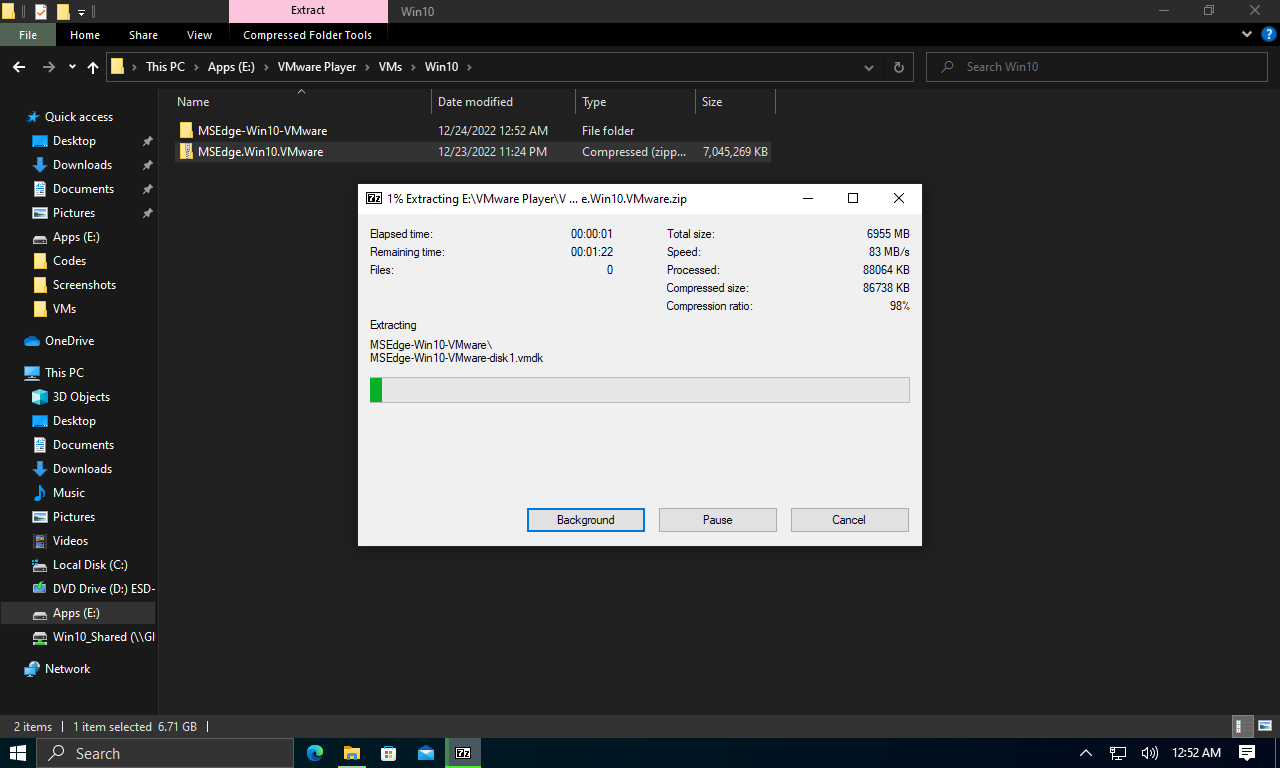 Extract
Win10
File
Home
Share
View
Compressed Folder Tools
This PC
Apps (E:)
VMware Player
VMs
Win10
Search Win10
Name
Date modified
Type
Size
MSEdge-Win10-VMware
12/24/2022 12:52 AM
File folder
MSEdge.Win10.VMware
12/23/2022 11:24 PM
Compressed (zipp...
7,045,269 KB
Quick access
Desktop
Downloads
Documents
Pictures
Apps (E:)
Codes
Screenshots
VMs
OneDrive
This PC
3D Objects
Desktop
Documents
Downloads
Music
Pictures
Videos
Local Disk (C:)
DVD Drive (D:) ESD-
Apps (E:)
Win10_Shared (\\Gl
Network
7z 1% Extracting E:\VMware Player\V ... e.Win10.VMware.zip
Elapsed time: 00:00:01
Remaining time: 00:01:22
Files: 0
Total size: 6955 MB
Speed: 83 MB/s
Processed: 88064 KB
Compressed size: 86738 KB
Compression ratio: 98%
Extracting
MSEdge-Win10-VMware\
MSEdge-Win10-VMware-disk1.vmdk
Background
Pause
Cancel
2 items
1 item selected 6.71 GB
Search
7z
12:52 AM